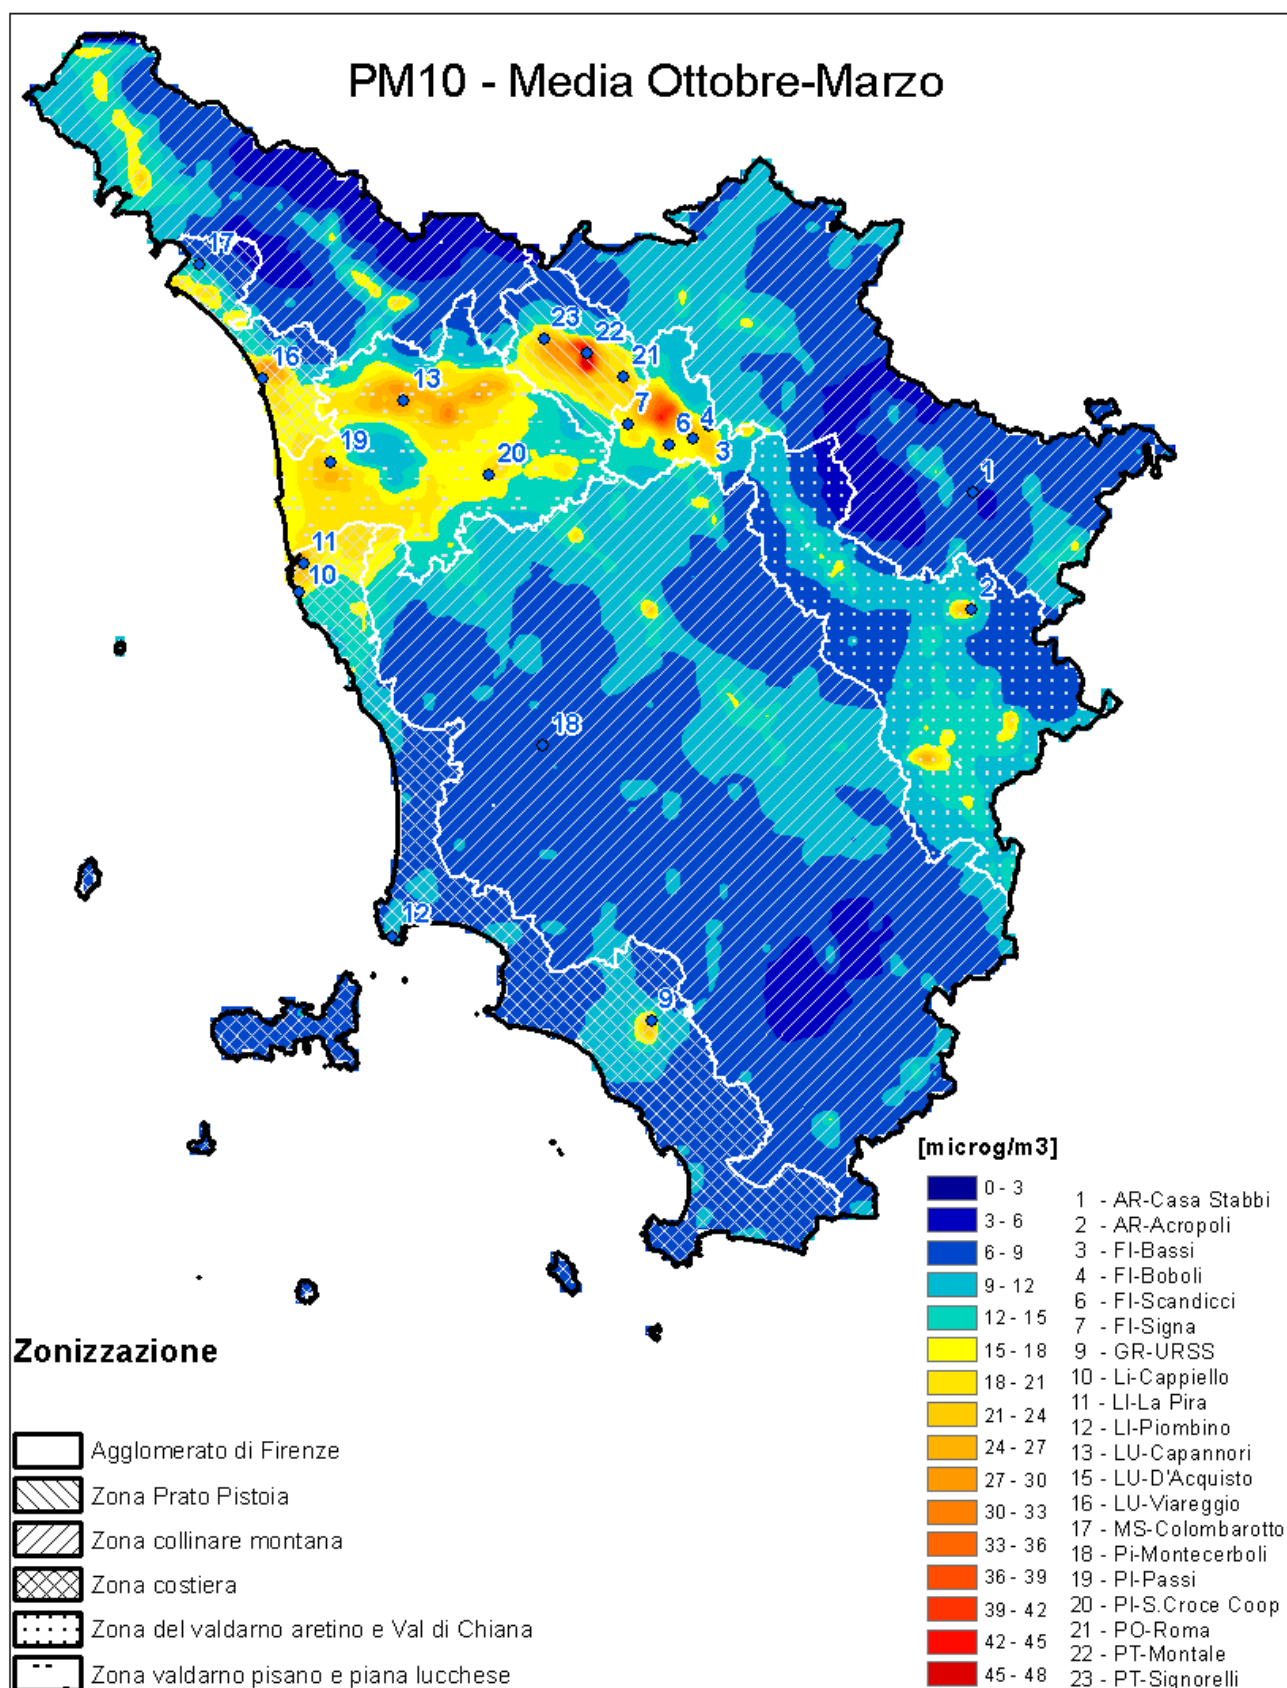 PM10 - Media Ottobre-Marzo
17
23
22
16
21
13
7
6 4
19
3
20
1
11
10
2
18
12
9
[microg/m3]
0 - 3
3 - 6
6 - 9
9 - 12
12 - 15
15 - 18
18 - 21
21 - 24
24 - 27
27 - 30
30 - 33
33 - 36
36 - 39
39 - 42
42 - 45
45 - 48
1 - AR-Casa Stabbi
2 - AR-Acropoli
3 - FI-Bassi
4 - FI-Boboli
6 - FI-Scandicci
7 - FI-Signa
9 - GR-URSS
10 - Li-Cappiello
11 - LI-La Pira
12 - LI-Piombino
13 - LU-Capannori
15 - LU-D'Acquisto
16 - LU-Viareggio
17 - MS-Colombarotto
18 - Pi-Montecerboli
19 - PI-Passi
20 - PI-S.Croce Coop
21 - PO-Roma
22 - PT-Montale
23 - PT-Signorelli
Zonizzazione
Agglomerato di Firenze
Zona Prato Pistoia
Zona collinare montana
Zona costiera
Zona del valdarno aretino e Val di Chiana
Zona valdarno pisano e piana lucchese